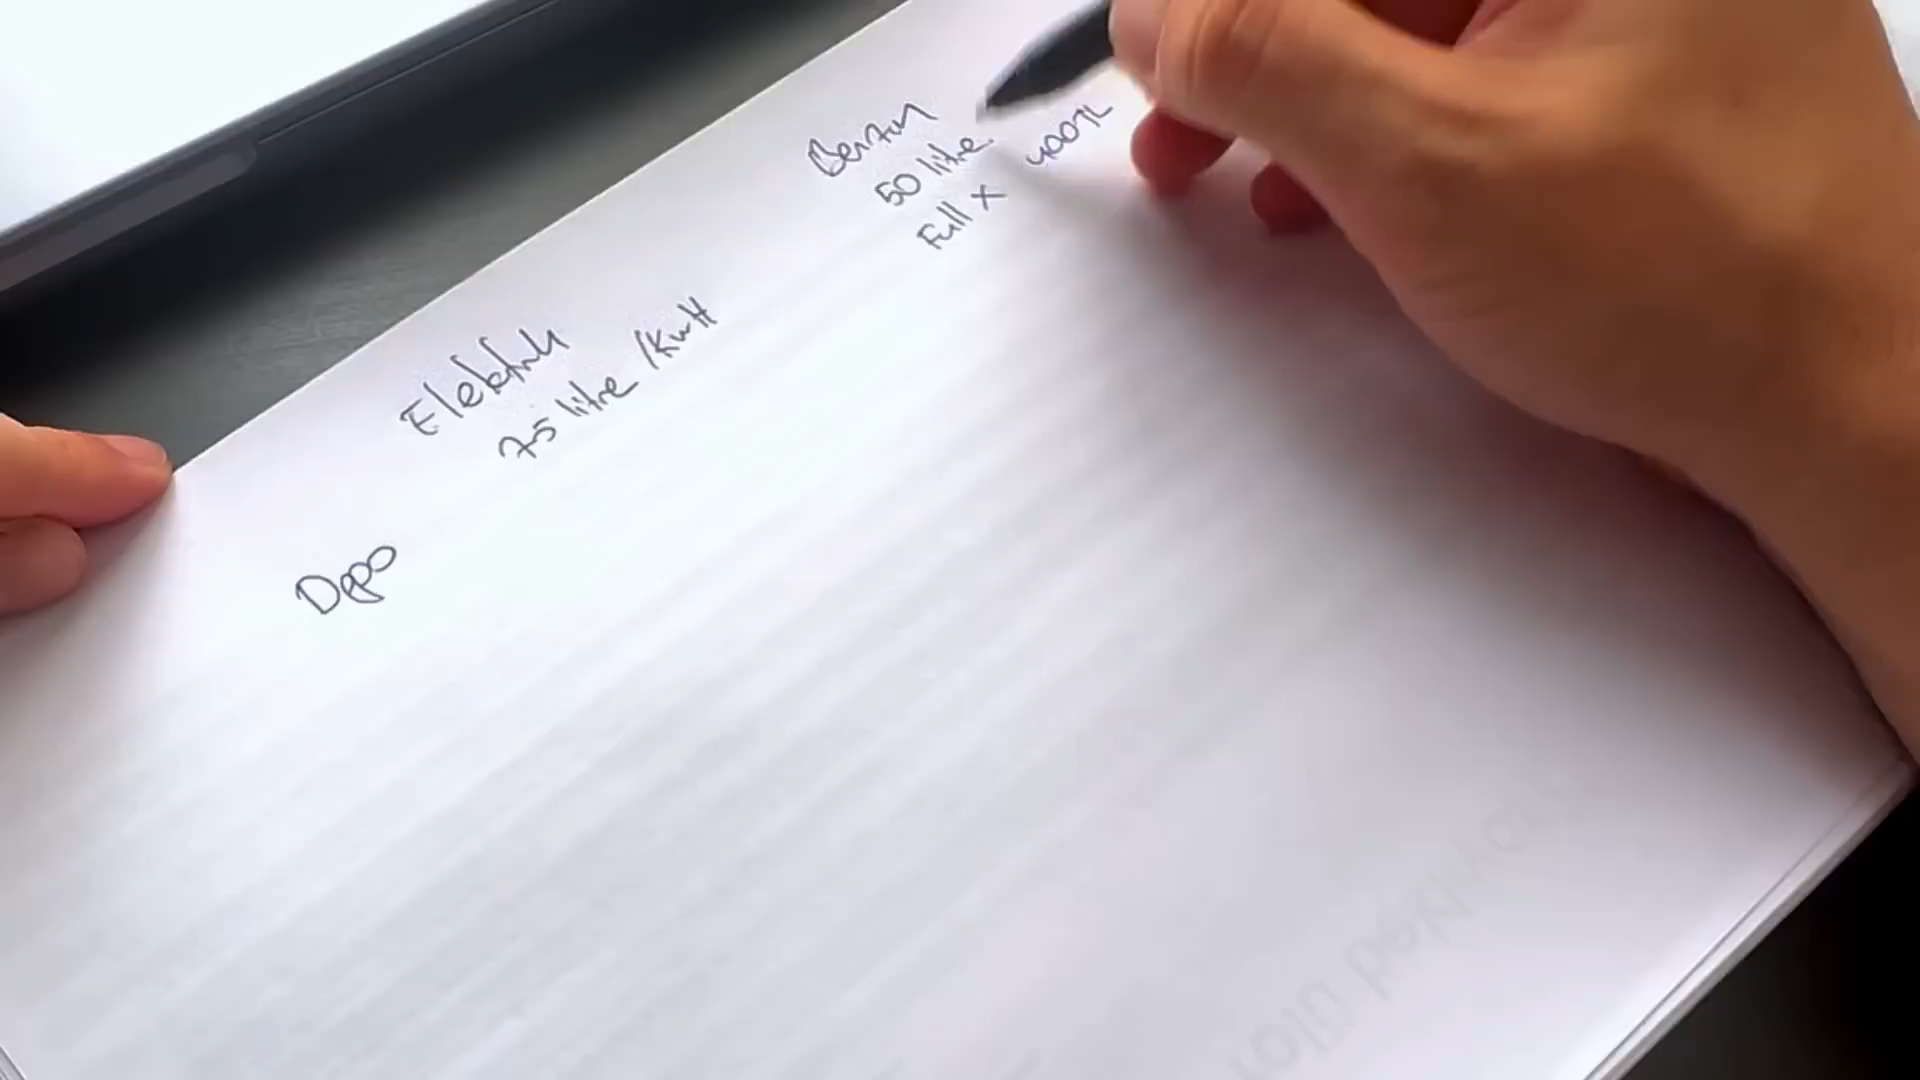 Elektrik
75 litre /KwH
Benzin
50 litre
Full X 400TL
Depo